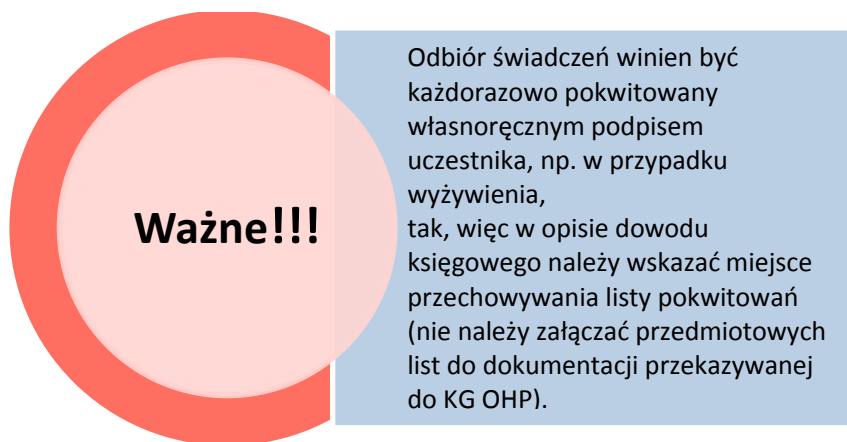 Ważne!!!
Odbiór świadczeń winien być
każdorazowo pokwitowany
własnoręcznym podpisem
uczestnika, np. w przypadku
wyżywienia,
tak, więc w opisie dowodu
księgowego należy wskazać miejsce
przechowywania listy pokwitowań
(nie należy załączać przedmiotowych
list do dokumentacji przekazywanej
do KG OHP).